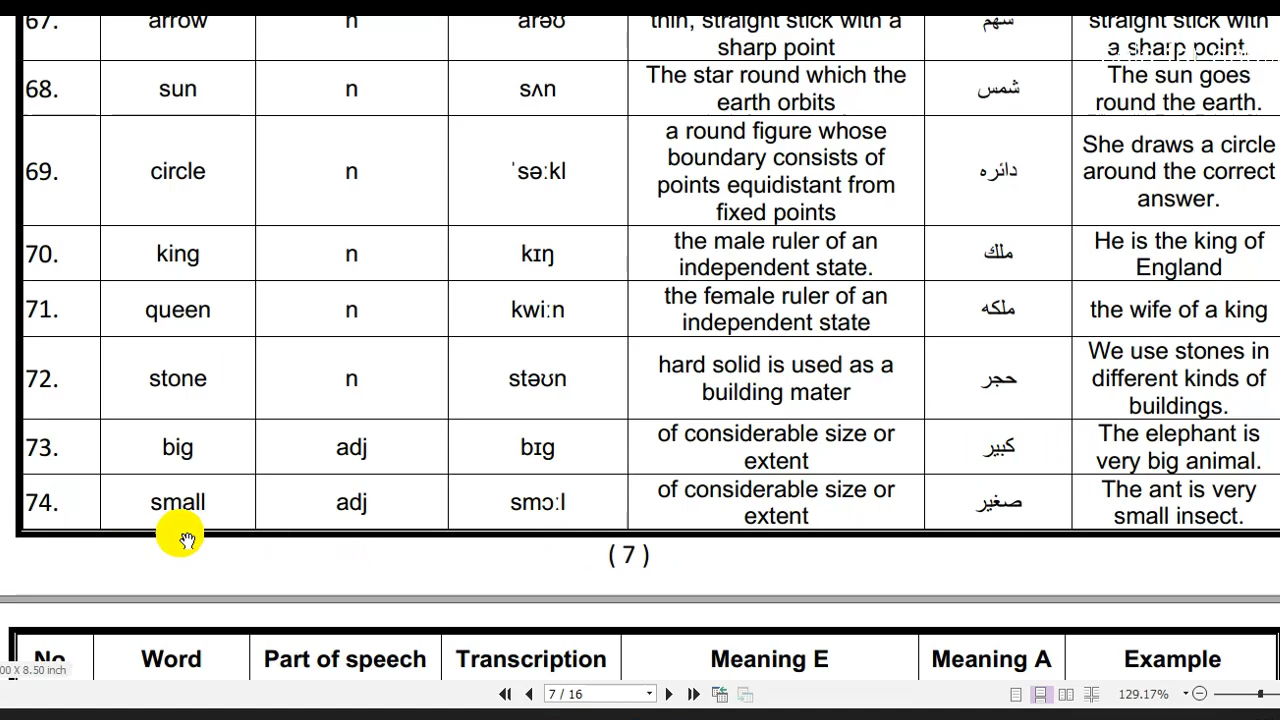 67. arrow n arəʊ thin, straight stick with a sharp point سهم straight stick with a sharp point.
68. sun n sʌn The star round which the earth orbits شمس The sun goes round the earth.
69. circle n ˈsəːkl a round figure whose boundary consists of points equidistant from fixed points دائره She draws a circle around the correct answer.
70. king n kɪŋ the male ruler of an independent state. ملك He is the king of England
71. queen n kwiːn the female ruler of an independent state ملكه the wife of a king
72. stone n stəʊn hard solid is used as a building mater حجر We use stones in different kinds of buildings.
73. big adj bɪɡ of considerable size or extent كبير The elephant is very big animal.
74. small adj smɔːl of considerable size or extent صغير The ant is very small insect.
( 7 )
No Word Part of speech Transcription Meaning E Meaning A Example
00 X 8.50 inch
7 / 16 129.17%